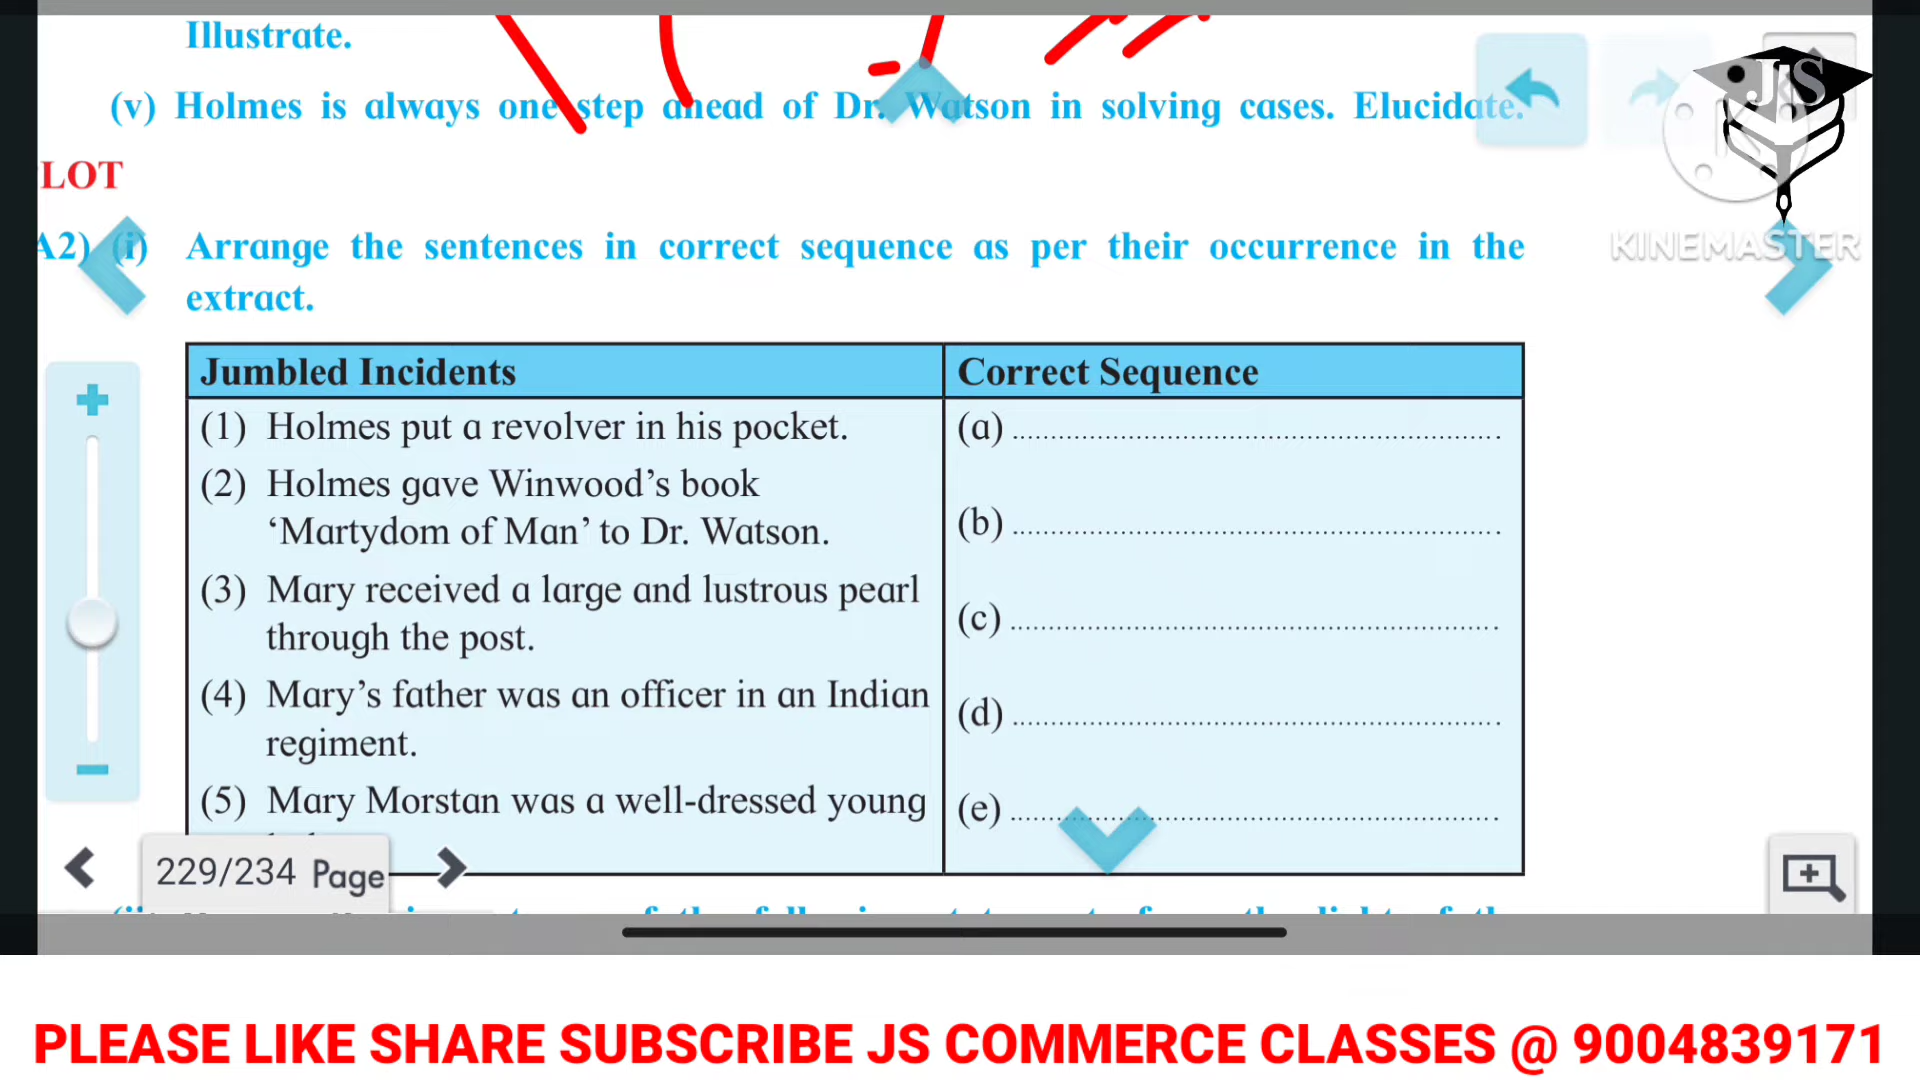 Illustrate.
(v) Holmes is always one step ahead of Dr. Watson in solving cases. Elucidate.
LOT
A2) (i) Arrange the sentences in correct sequence as per their occurrence in the
extract.
Jumbled Incidents
Correct Sequence
(1) Holmes put a revolver in his pocket.
(2) Holmes gave Winwood’s book
‘Martydom of Man’ to Dr. Watson.
(3) Mary received a large and lustrous pearl
through the post.
(4) Mary’s father was an officer in an Indian
regiment.
(5) Mary Morstan was a well-dressed young
(a) ..........
(b) ..........
(c) ..........
(d) ..........
(e) ..........
229/234 Page
JS
KINEMASTER
PLEASE LIKE SHARE SUBSCRIBE JS COMMERCE CLASSES @ 9004839171